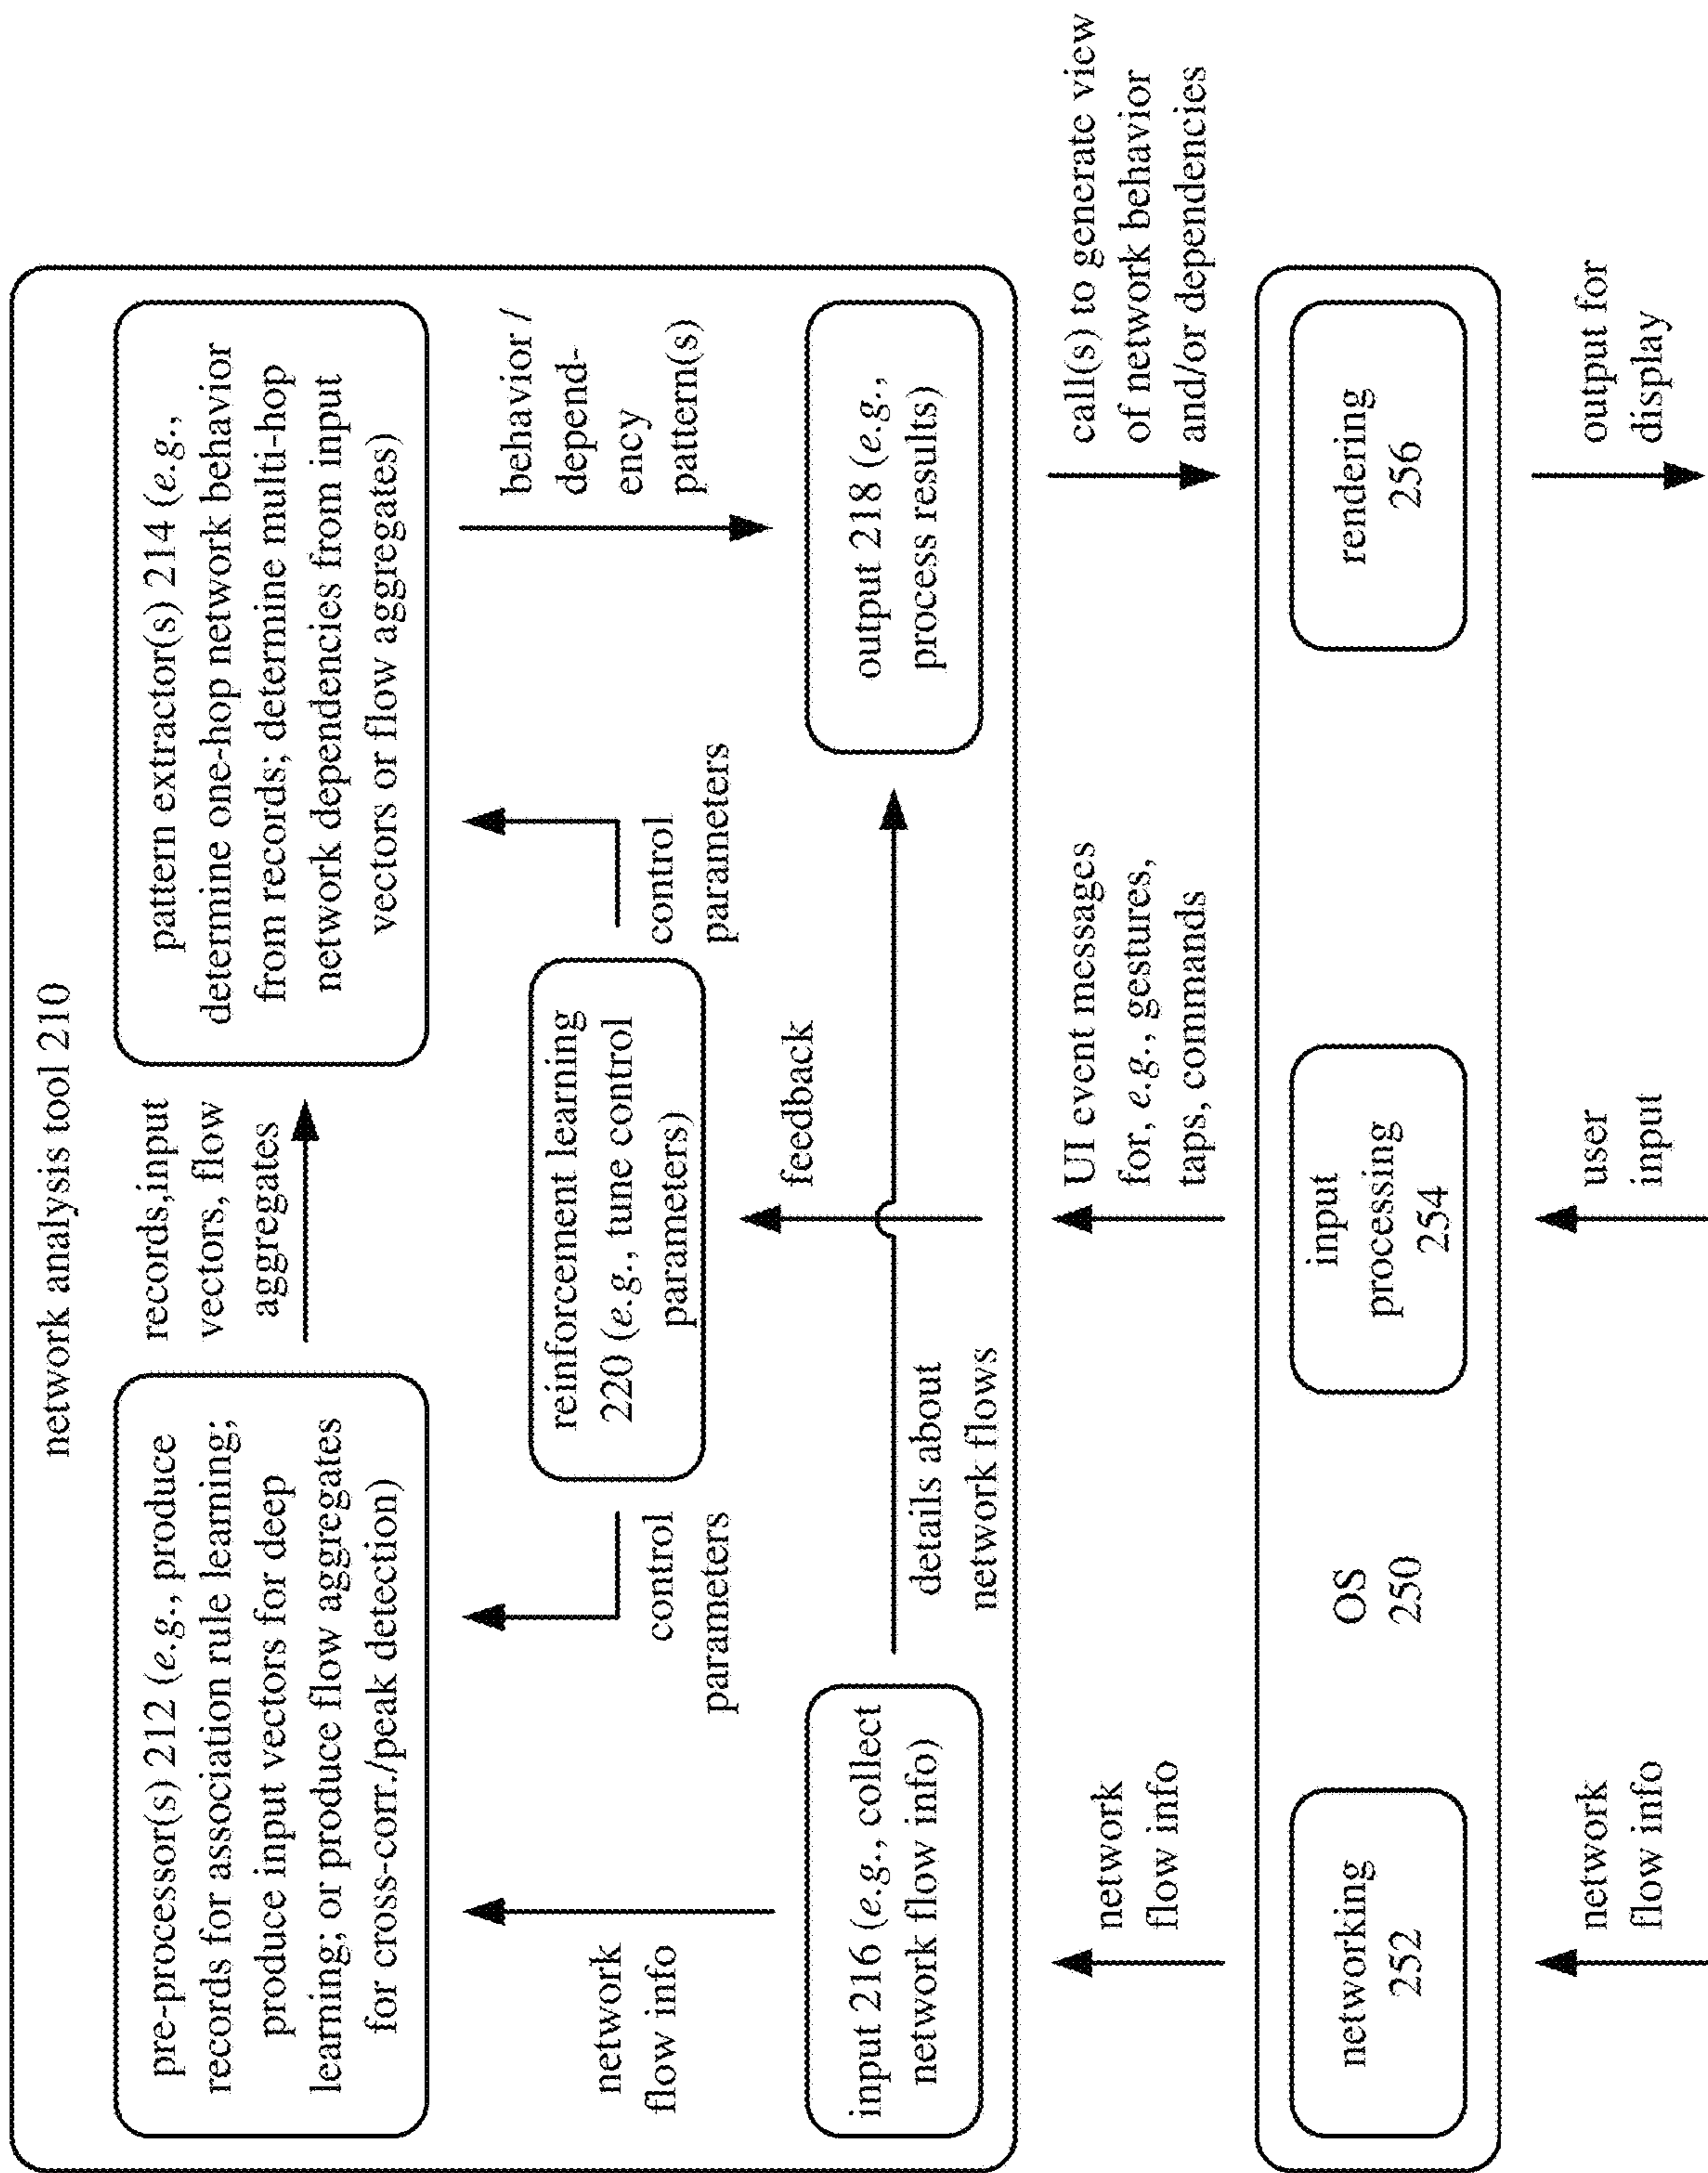 network analysis tool 210
pre-processor(s) 212 (e.g., produce
records for association rule learning;
produce input vectors for deep
learning; or produce flow aggregates
for cross-corr./peak detection)
records,input
vectors, flow
aggregates
pattern extractor(s) 214 (e.g.,
determine one-hop network behavior
from records; determine multi-hop
network dependencies from input
vectors or flow aggregates)
network
flow info
control
parameters
reinforcement learning
220 (e.g., tune control
parameters)
control
parameters
behavior /
depend-
ency
pattern(s)
feedback
input 216 (e.g., collect
network flow info)
details about
network flows
output 218 (e.g.,
process results)
network
flow info
UI event messages
for, e.g., gestures,
taps, commands
call(s) to generate view
of network behavior
and/or dependencies
networking
252
OS
250
input
processing
254
rendering
256
network
flow info
user
input
output for
display